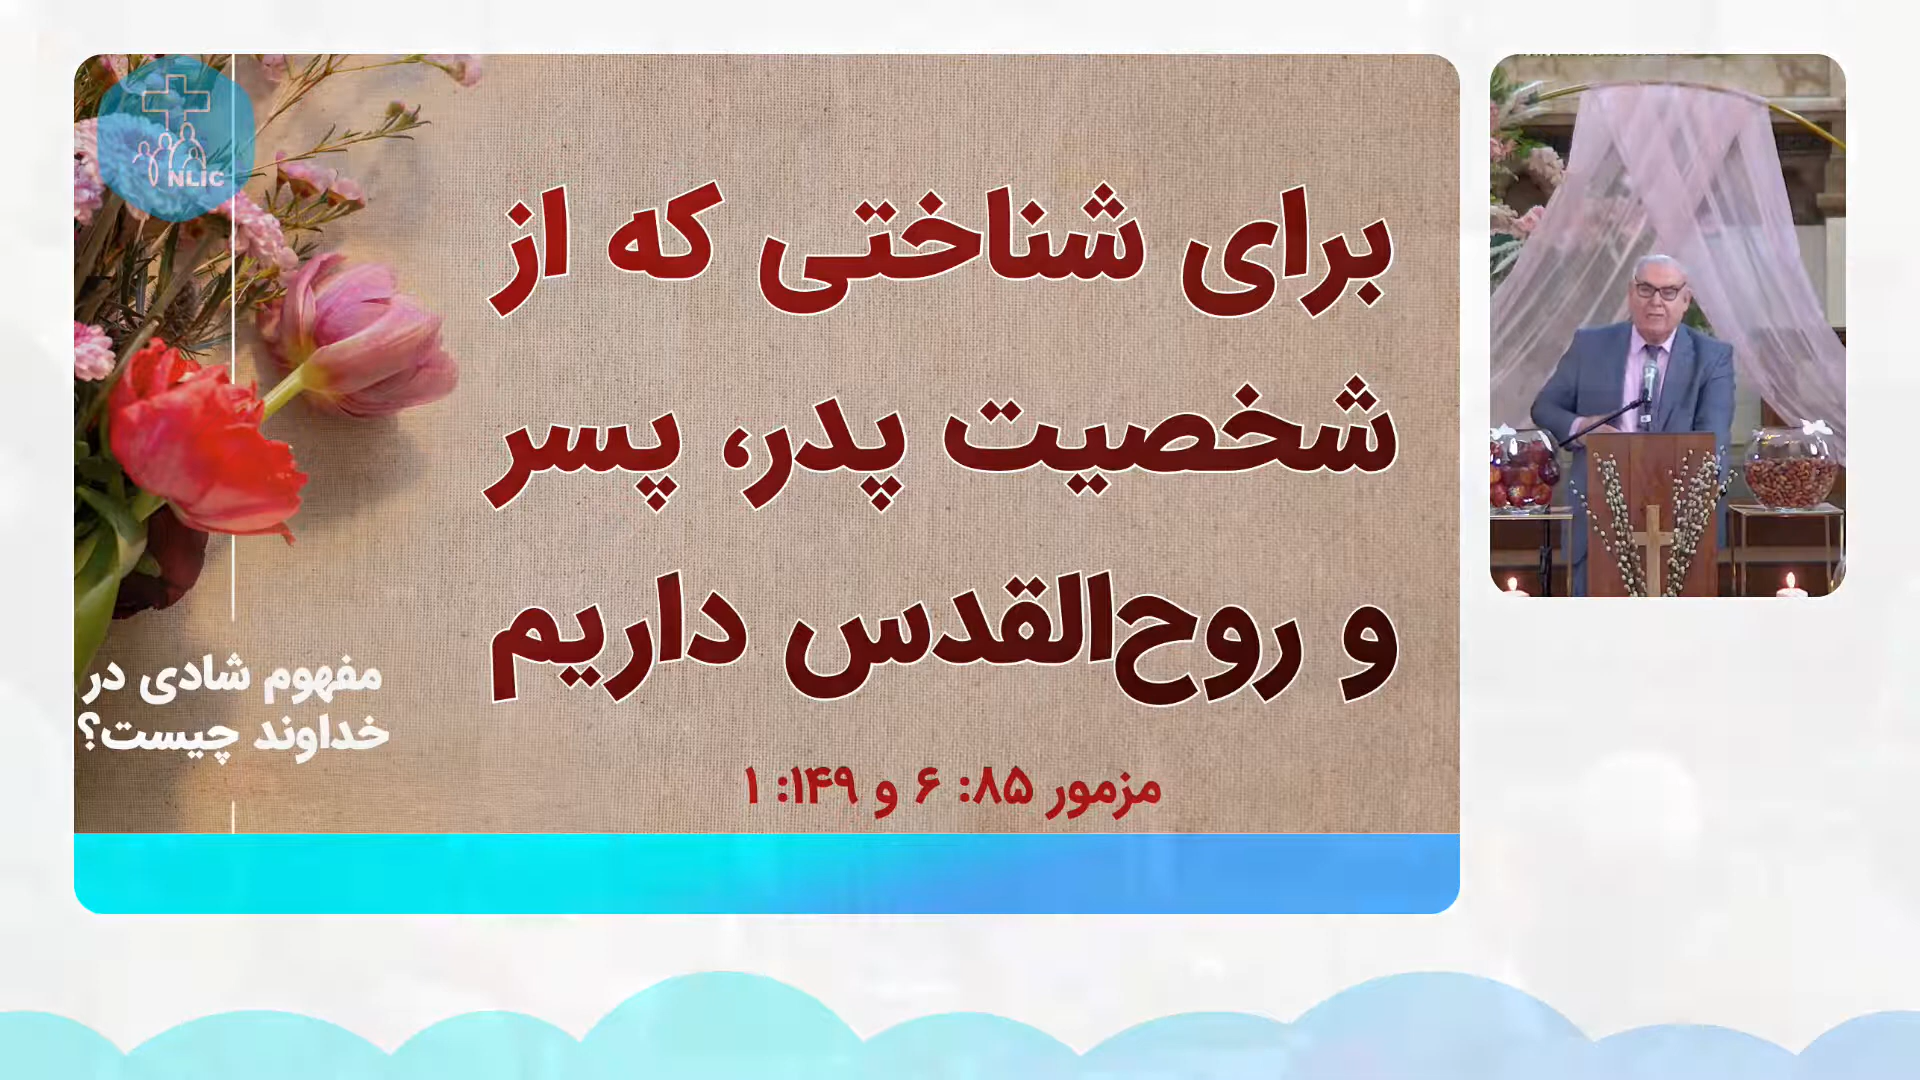 NLIC
برای شناختی که از
شخصیت پدر، پسر
و روح‌القدس داریم
مزمور ۸۵: ۶ و ۱۴۹: ۱
مفهوم شادی در
خداوند چیست؟